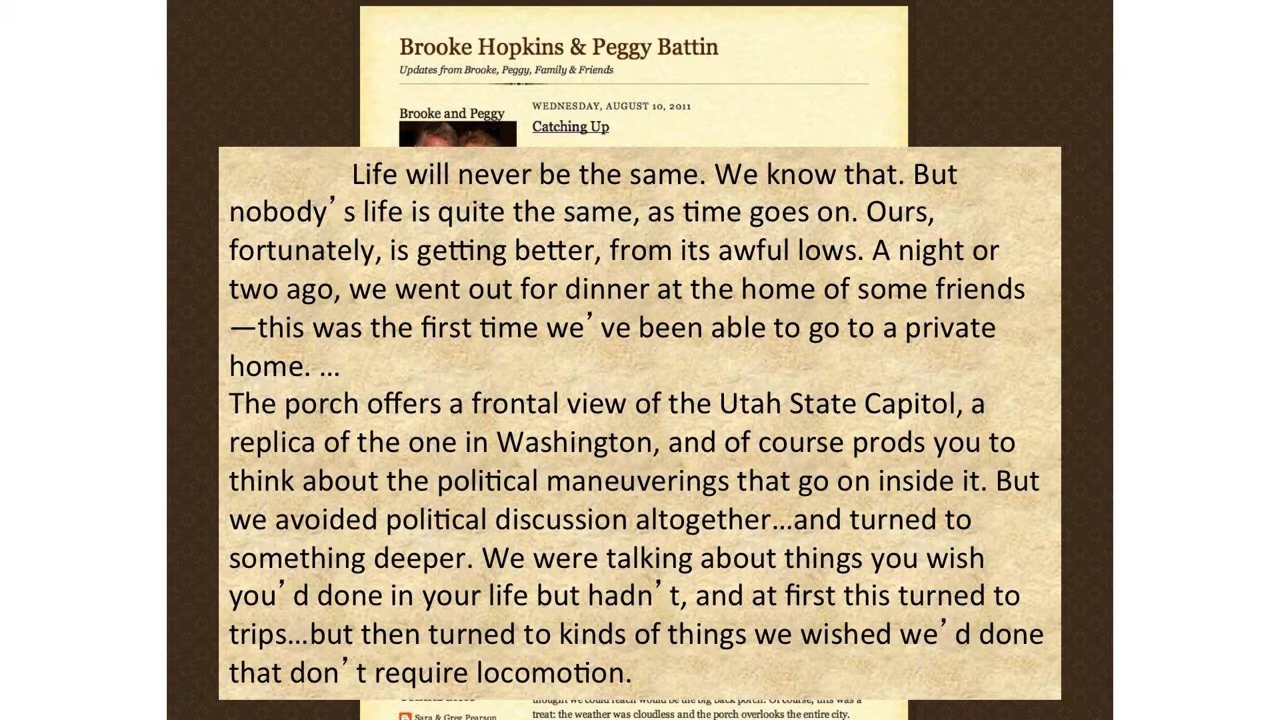 Brooke Hopkins & Peggy Battin
Updates from Brooke, Peggy, Family & Friends
WEDNESDAY, AUGUST 10, 2011
Brooke and Peggy
Catching Up
Life will never be the same. We know that. But
nobody’s life is quite the same, as time goes on. Ours,
fortunately, is getting better, from its awful lows. A night or
two ago, we went out for dinner at the home of some friends
—this was the first time we’ve been able to go to a private
home. …
The porch offers a frontal view of the Utah State Capitol, a
replica of the one in Washington, and of course prods you to
think about the political maneuverings that go on inside it. But
we avoided political discussion altogether…and turned to
something deeper. We were talking about things you wish
you’d done in your life but hadn’t, and at first this turned to
trips…but then turned to kinds of things we wished we’d done
that don’t require locomotion.
thought we could reach would be the big back porch. Of course, this was a
Sara & Greg Pearson
treat: the weather was cloudless and the porch overlooks the entire city.